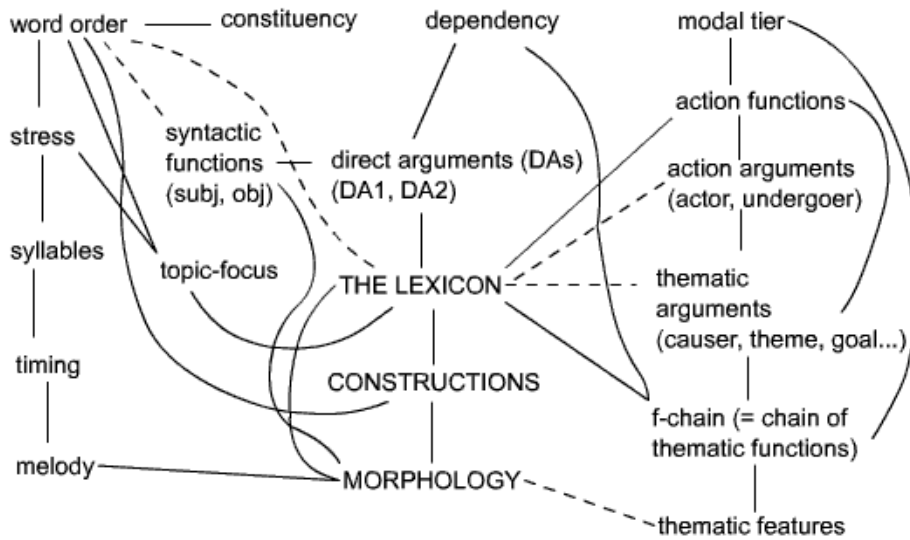 word order
constituency
dependency
modal tier
action functions
stress
syntactic
functions
(subj, obj)
direct arguments (DAs)
(DA1, DA2)
action arguments
(actor, undergoer)
syllables
topic-focus
THE LEXICON
thematic
arguments
(causer, theme, goal...)
timing
CONSTRUCTIONS
f-chain (= chain of
thematic functions)
melody
MORPHOLOGY
thematic features